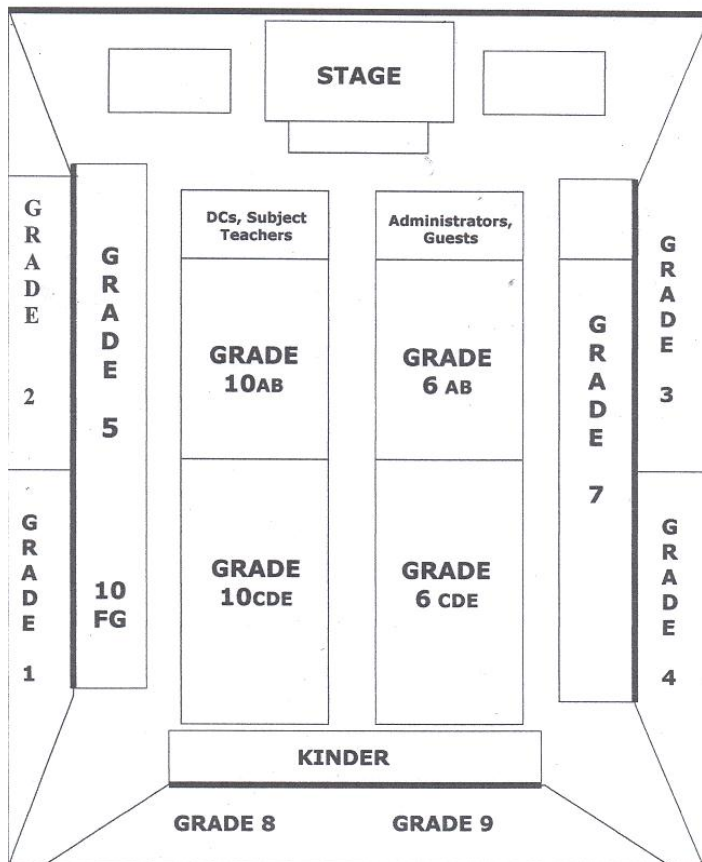 STAGE
DCs, Subject
Teachers
Administrators,
Guests
GRADE
2
GRADE
5
10
FG
GRADE
10AB
GRADE
6 AB
GRADE
7
GRADE
3
GRADE
1
GRADE
10CDE
GRADE
6 CDE
GRADE
4
KINDER
GRADE 8
GRADE 9